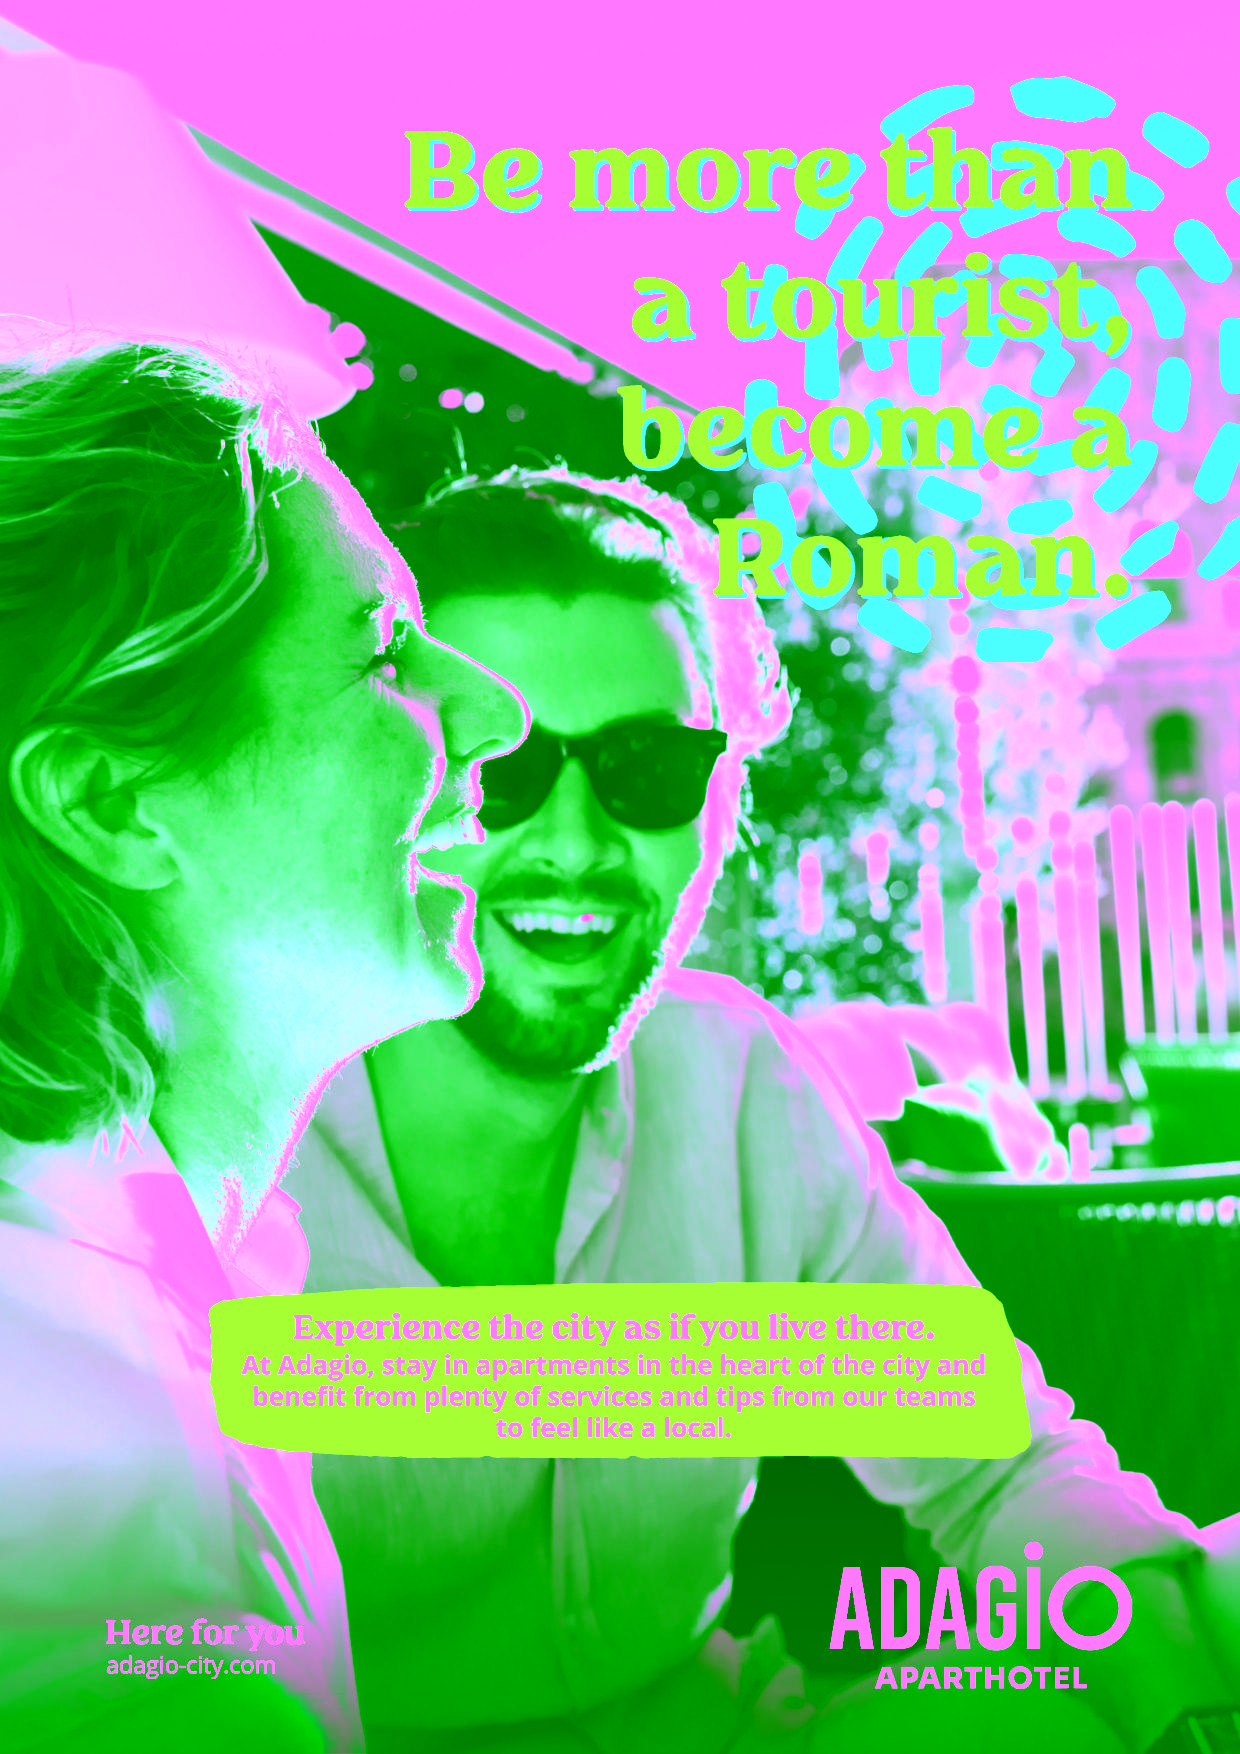 Be more than
a tourist,
become a
Roman.
Experience the city as if you live there.
At Adagio, stay in apartments in the heart of the city and
benefit from plenty of services and tips from our teams
to feel like a local.
Here for you
adagio-city.com
ADAGIO
APARTHOTEL